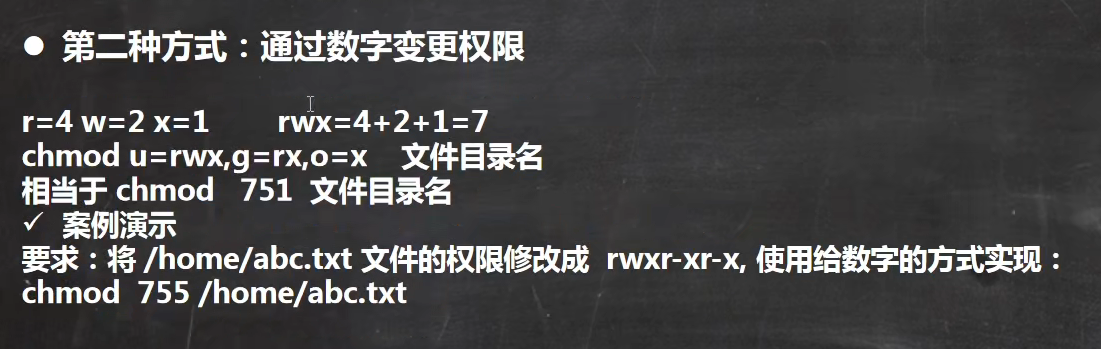 ● 第二种方式：通过数字变更权限
r=4 w=2 x=1 rwx=4+2+1=7
chmod u=rwx,g=rx,o=x 文件目录名
相当于 chmod 751 文件目录名
✓ 案例演示
要求：将 /home/abc.txt 文件的权限修改成 rwxr-xr-x, 使用给数字的方式实现：
chmod 755 /home/abc.txt